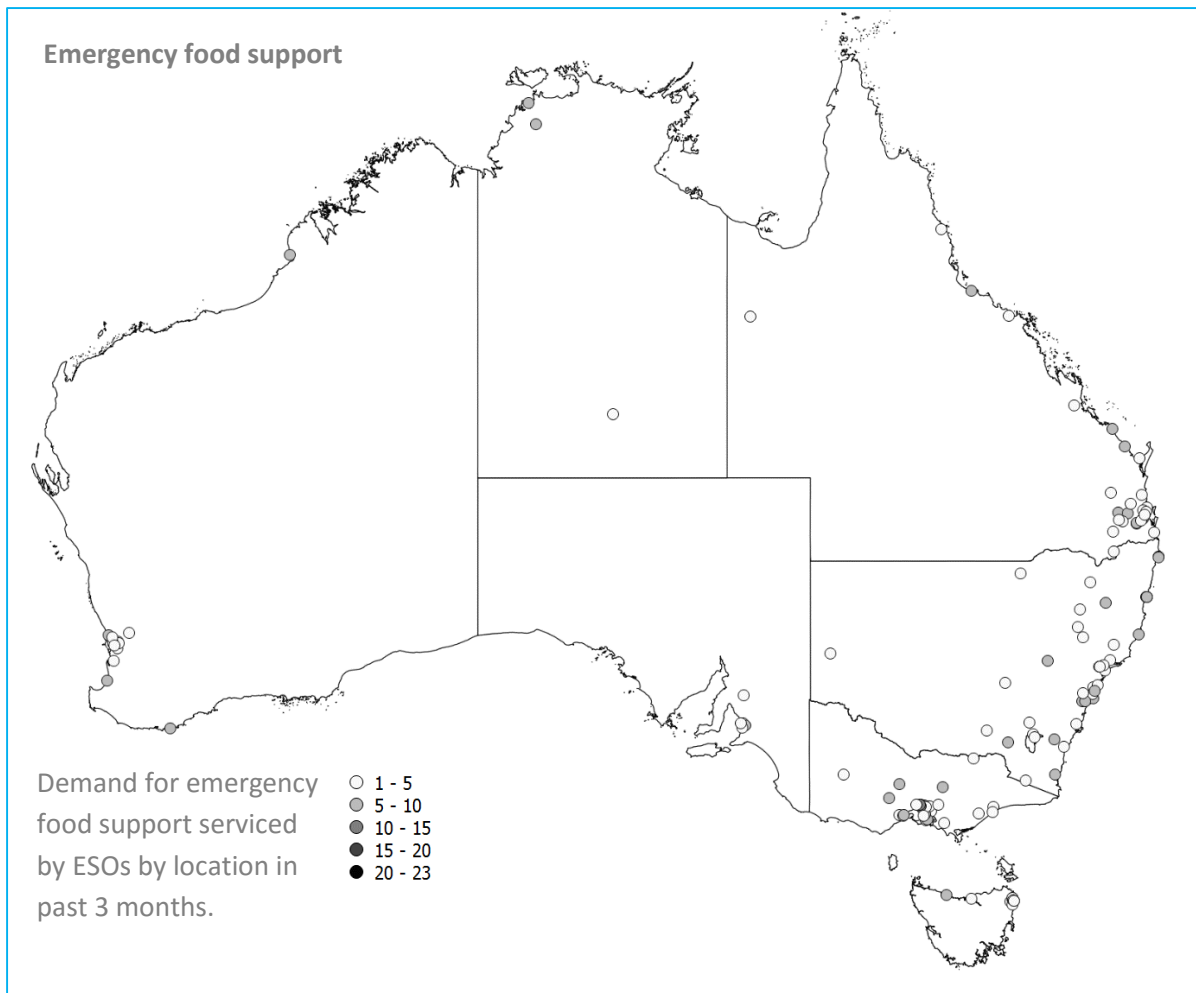 Emergency food support
Demand for emergency
food support serviced
by ESOs by location in
past 3 months.
1 - 5
5 - 10
10 - 15
15 - 20
20 - 23